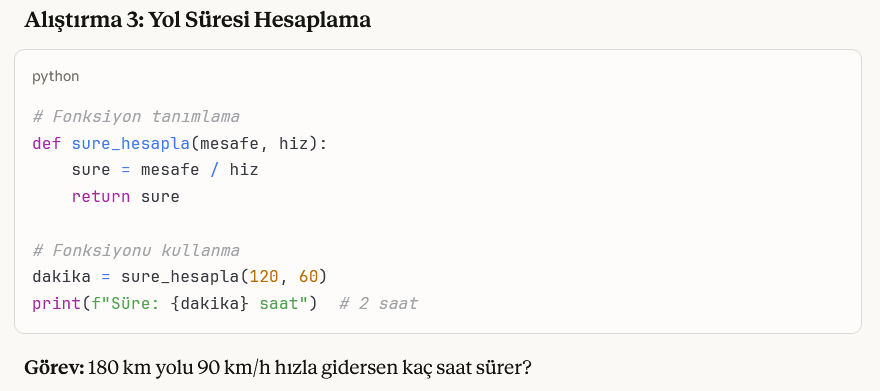 Alıştırma 3: Yol Süresi Hesaplama
python
# Fonksiyon tanımlama
def sure_hesapla(mesafe, hiz):
    sure = mesafe / hiz
    return sure
# Fonksiyonu kullanma
dakika = sure_hesapla(120, 60)
print(f"Süre: {dakika} saat")  # 2 saat
Görev: 180 km yolu 90 km/h hızla gidersen kaç saat sürer?